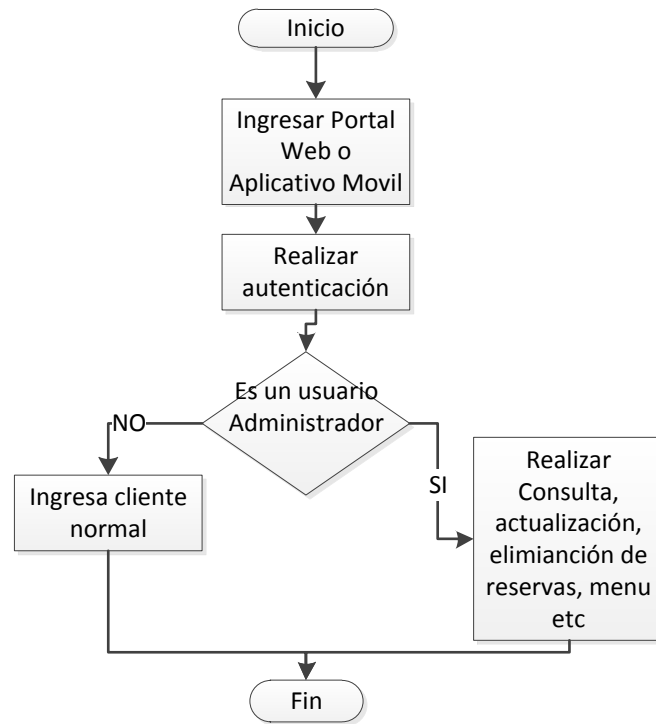 Inicio
Ingresar Portal
Web o
Aplicativo Movil
Realizar
autenticación
Es un usuario
Administrador
NO
SI
Ingresa cliente
normal
Realizar
Consulta,
actualización,
elimianción de
reservas, menu
etc
Fin